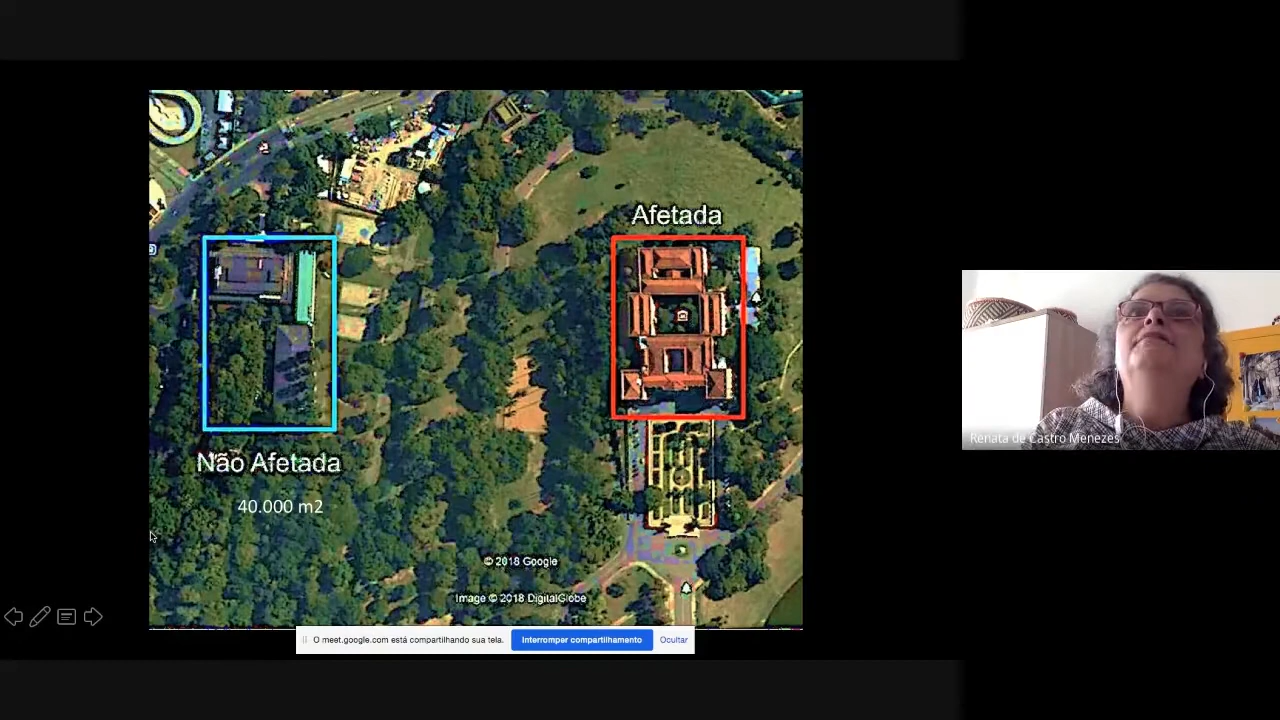 Afetada
Não Afetada
40.000 m2
© 2018 Google
Image © 2018 DigitalGlobe
Renata de Castro Menezes
O meet.google.com está compartilhando sua tela.
Interromper compartilhamento
Ocultar